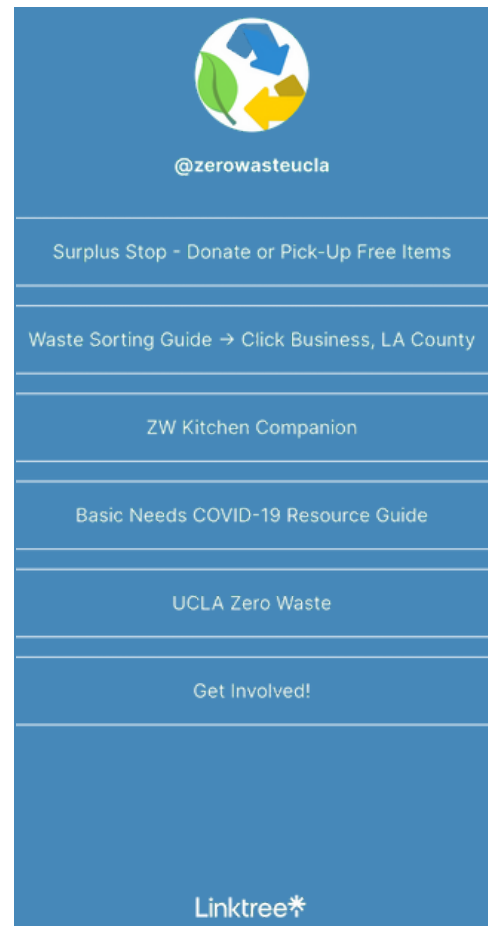 @zerowasteucla
Surplus Stop - Donate or Pick-Up Free Items
Waste Sorting Guide → Click Business, LA County
ZW Kitchen Companion
Basic Needs COVID-19 Resource Guide
UCLA Zero Waste
Get Involved!
Linktree